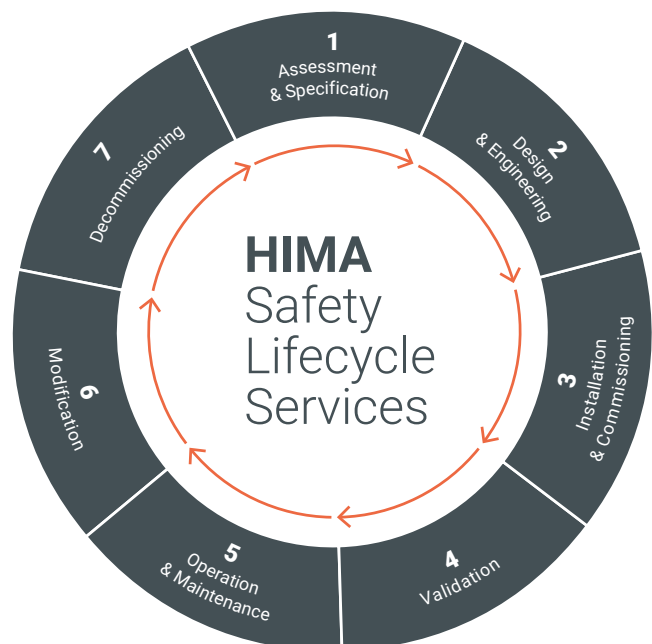 1
Assessment
& Specification
2
Design
& Engineering
3
Installation
& Commissioning
4
Validation
5
Operation
& Maintenance
6
Modification
7
Decommissioning
HIMA
Safety
Lifecycle
Services